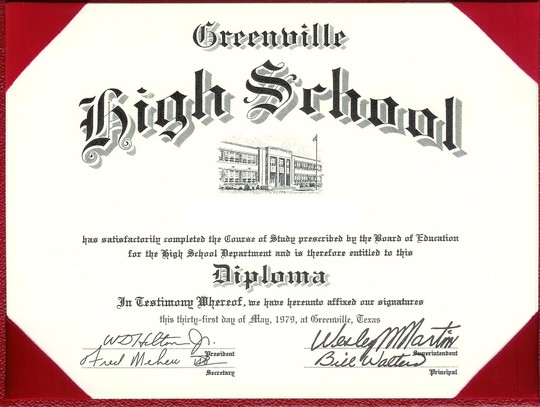 Greenville
High School
has satisfactorily completed the Course of Study prescribed by the Board of Education
for the High School Department and is therefore entitled to this
Diploma
In Testimony Whereof, we have hereunto affixed our signatures
this thirty-first day of May, 1979, at Greenville, Texas
WD Hilton Jr.
President
Wesley M Martin
Superintendent
Fred
Secretary
Bill Walters
Principal